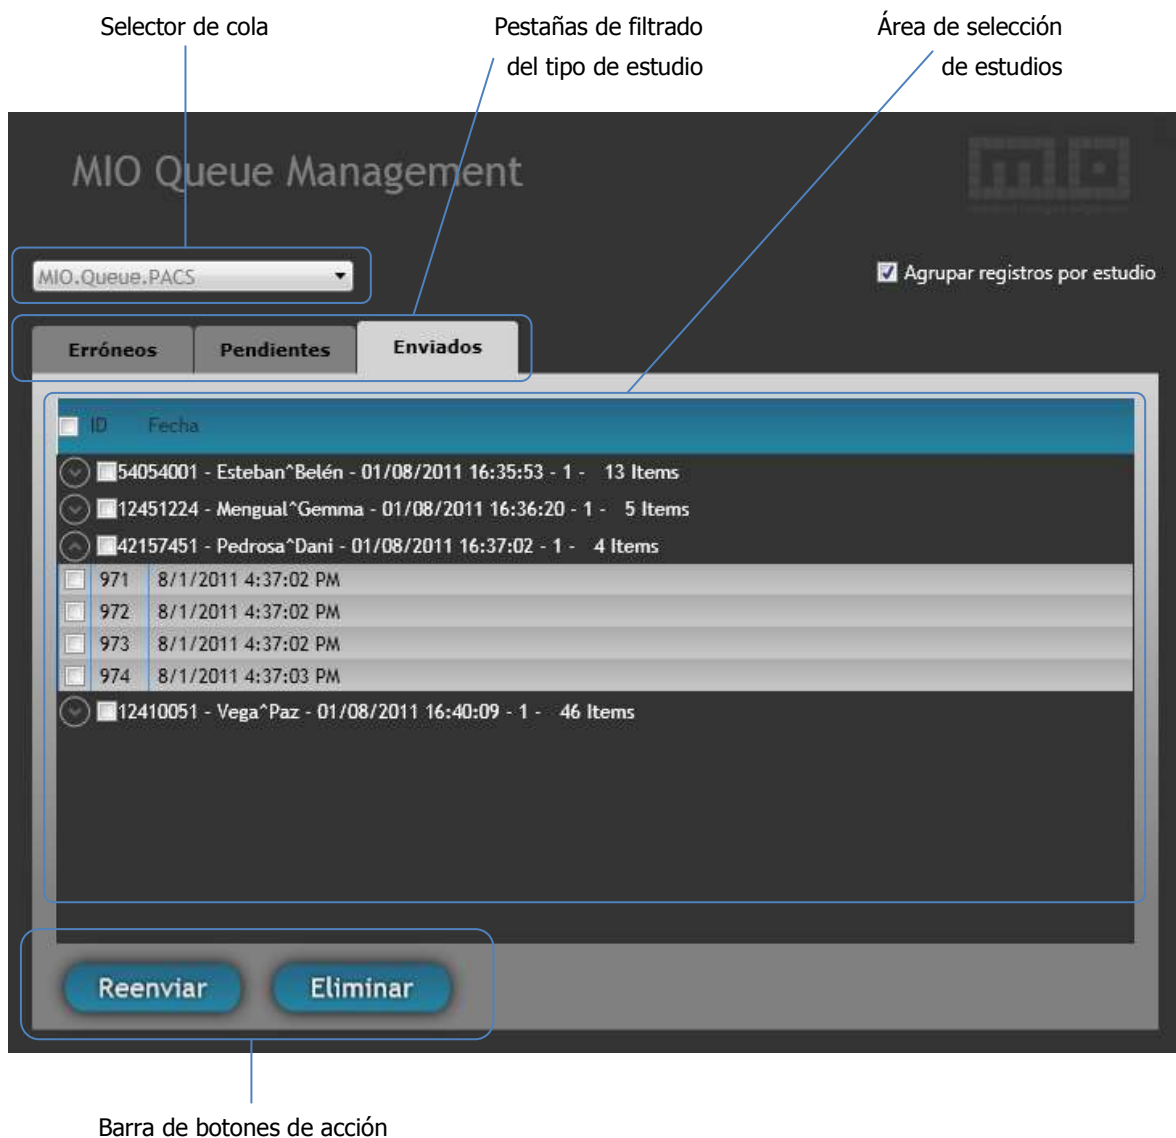 Selector de cola
Pestañas de filtrado
del tipo de estudio
Área de selección
de estudios
MIO Queue Management
mio
MIO.Queue.PACS
Agrupar registros por estudio
Erróneos
Pendientes
Enviados
ID Fecha
54054001 - Esteban^Belén - 01/08/2011 16:35:53 - 1 - 13 Items
12451224 - Mengual^Gemma - 01/08/2011 16:36:20 - 1 - 5 Items
42157451 - Pedrosa^Dani - 01/08/2011 16:37:02 - 1 - 4 Items
971 8/1/2011 4:37:02 PM
972 8/1/2011 4:37:02 PM
973 8/1/2011 4:37:02 PM
974 8/1/2011 4:37:03 PM
12410051 - Vega^Paz - 01/08/2011 16:40:09 - 1 - 46 Items
Reenviar
Eliminar
Barra de botones de acción